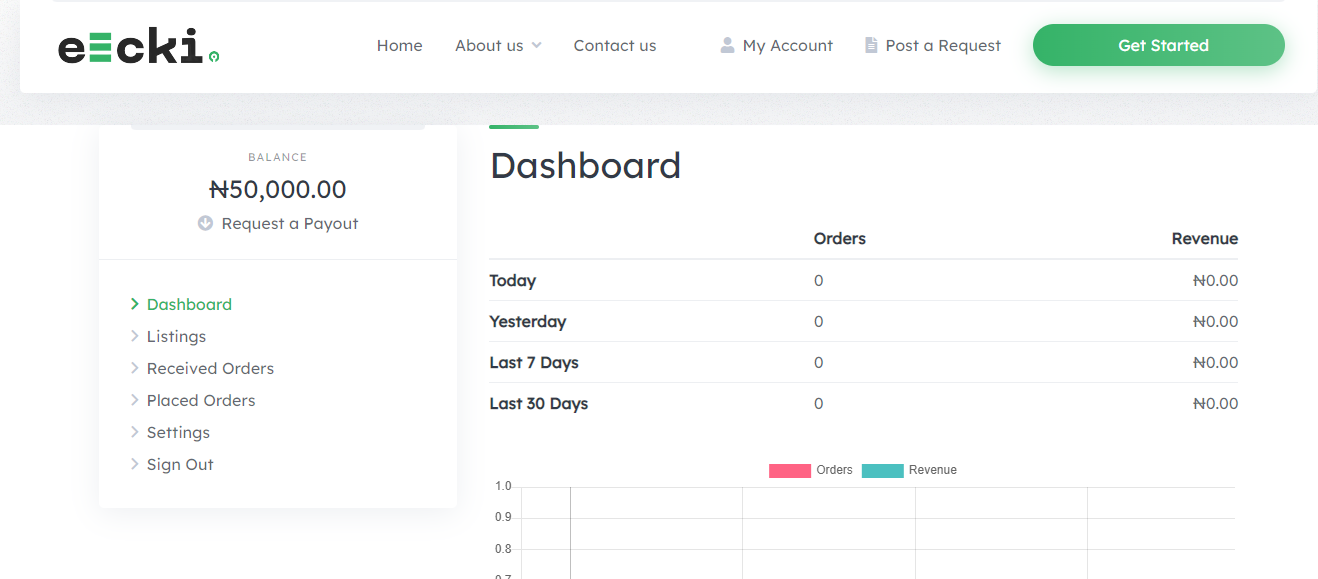 eecki
Home About us Contact us My Account Post a Request Get Started
BALANCE
₦50,000.00
Request a Payout
Dashboard
Listings
Received Orders
Placed Orders
Settings
Sign Out
Dashboard
Orders Revenue
Today 0 ₦0.00
Yesterday 0 ₦0.00
Last 7 Days 0 ₦0.00
Last 30 Days 0 ₦0.00
Orders Revenue
1.0
0.9
0.8